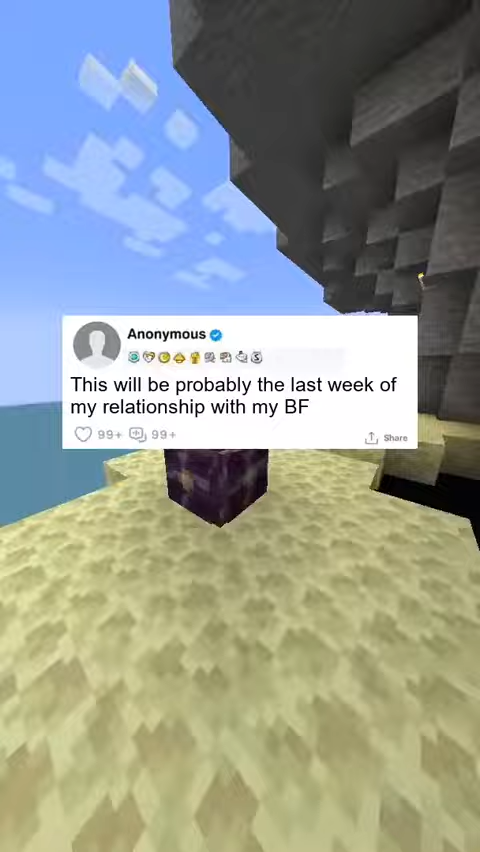 Anonymous
This will be probably the last week of
my relationship with my BF
99+ 99+
Share